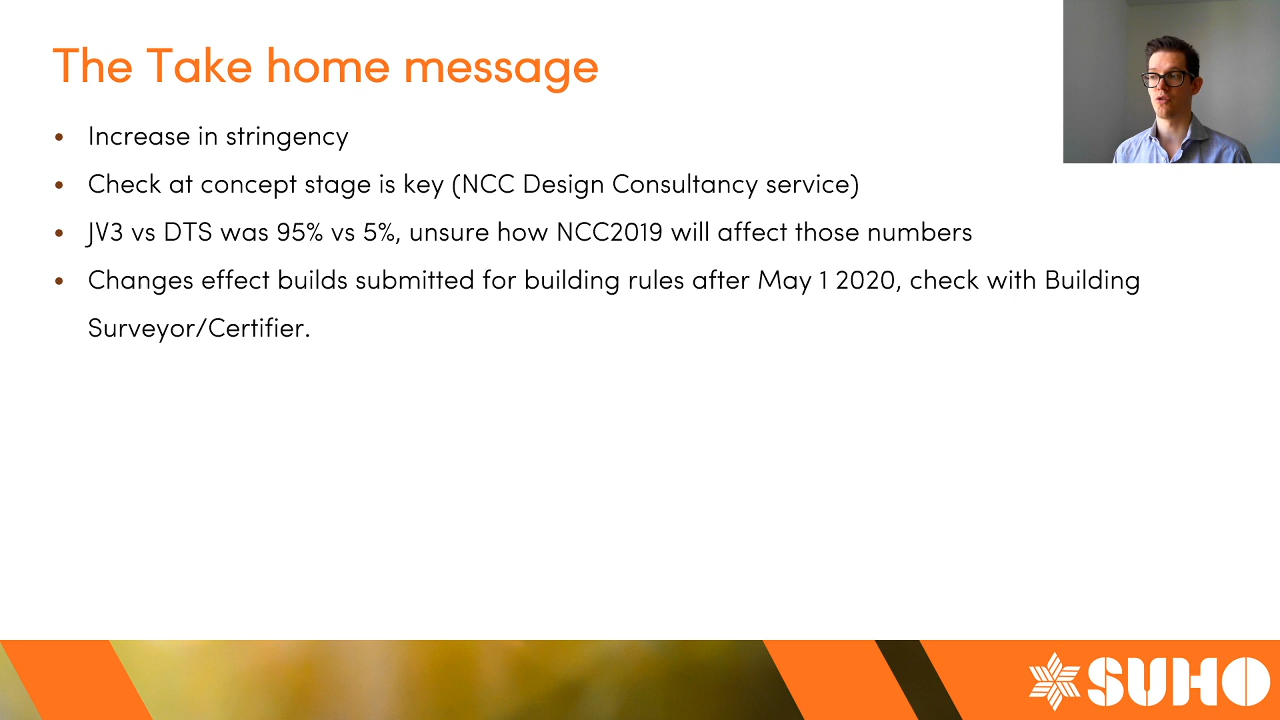 The Take home message
• Increase in stringency
• Check at concept stage is key (NCC Design Consultancy service)
• JV3 vs DTS was 95% vs 5%, unsure how NCC2019 will affect those numbers
• Changes effect builds submitted for building rules after May 1 2020, check with Building
Surveyor/Certifier.
SUHO